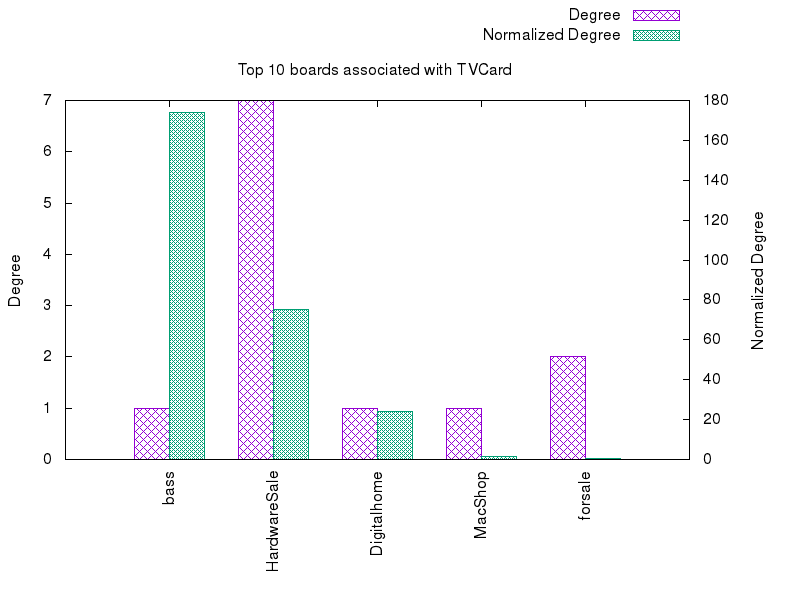 Degree
Normalized Degree
Top 10 boards associated with TVCard
7
6
5
4
3
2
1
0
180
160
140
120
100
80
60
40
20
0
Degree
Normalized Degree
bass
HardwareSale
Digitalhome
MacShop
forsale